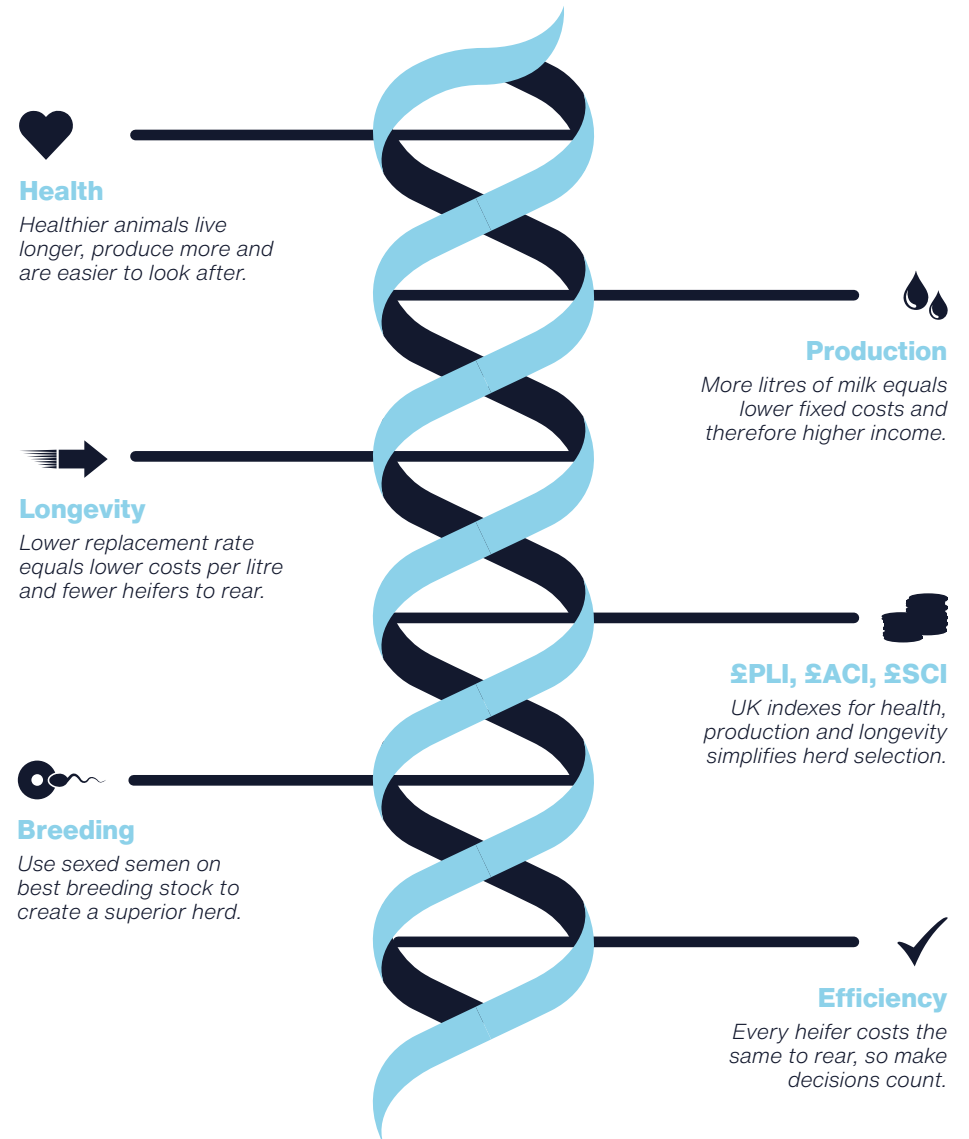 Health
Healthier animals live
longer, produce more and
are easier to look after.
Production
More litres of milk equals
lower fixed costs and
therefore higher income.
Longevity
Lower replacement rate
equals lower costs per litre
and fewer heifers to rear.
£PLI, £ACI, £SCI
UK indexes for health,
production and longevity
simplifies herd selection.
Breeding
Use sexed semen on
best breeding stock to
create a superior herd.
Efficiency
Every heifer costs the
same to rear, so make
decisions count.